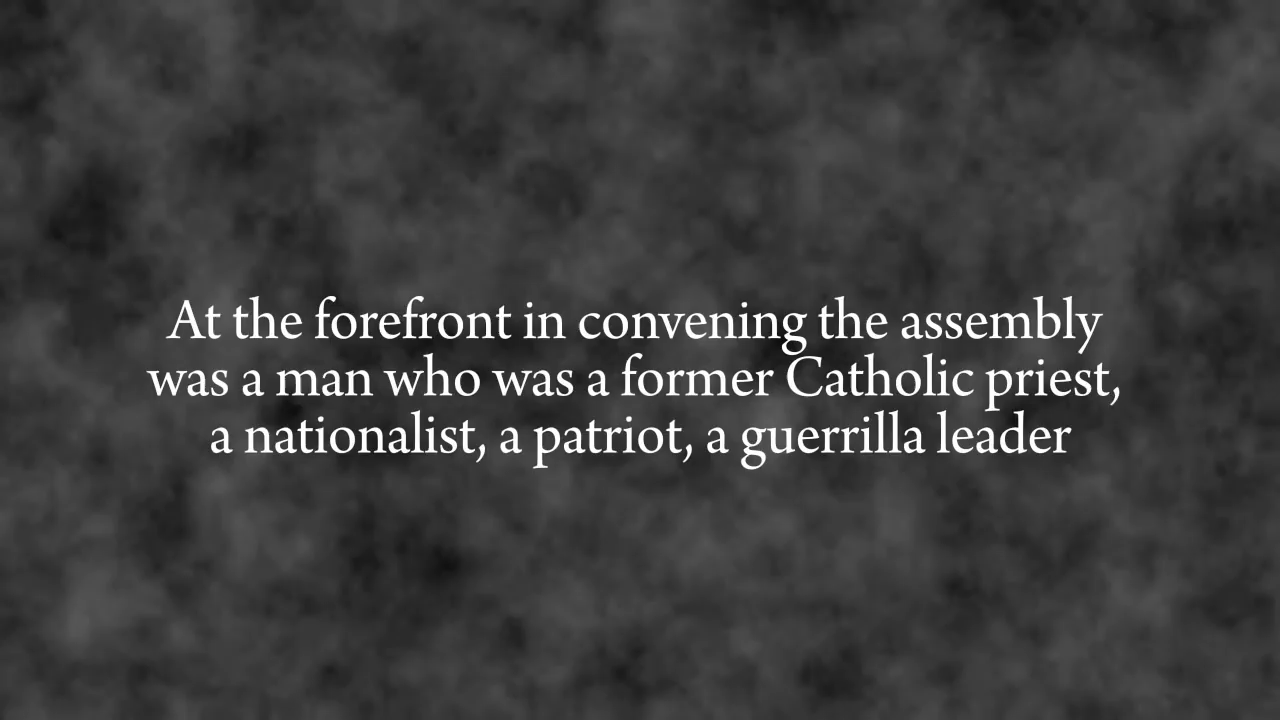 At the forefront in convening the assembly
was a man who was a former Catholic priest,
a nationalist, a patriot, a guerrilla leader